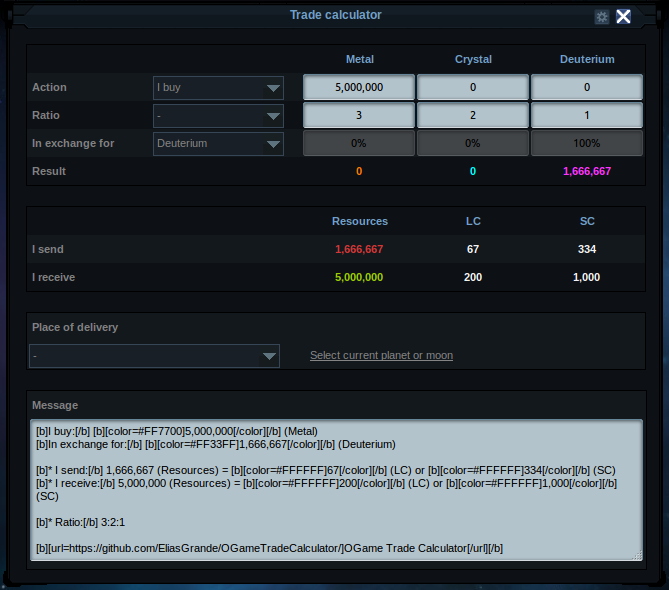 Trade calculator
Metal Crystal Deuterium
Action I buy 5,000,000 0 0
Ratio - 3 2 1
In exchange for Deuterium 0% 0% 100%
Result 0 0 1,666,667
Resources LC SC
I send 1,666,667 67 334
I receive 5,000,000 200 1,000
Place of delivery
- Select current planet or moon
Message
[b]I buy:[/b] [b][color=#FF7700]5,000,000[/color][/b] (Metal)
[b]In exchange for:[/b] [b][color=#FF33FF]1,666,667[/color][/b] (Deuterium)
[b]* I send:[/b] 1,666,667 (Resources) = [b][color=#FFFFFF]67[/color][/b] (LC) or [b][color=#FFFFFF]334[/color][/b] (SC)
[b]* I receive:[/b] 5,000,000 (Resources) = [b][color=#FFFFFF]200[/color][/b] (LC) or [b][color=#FFFFFF]1,000[/color][/b]
(SC)
[b]* Ratio:[/b] 3:2:1
[b][url=https://github.com/EliasGrande/OGameTradeCalculator/]OGame Trade Calculator[/url][/b]